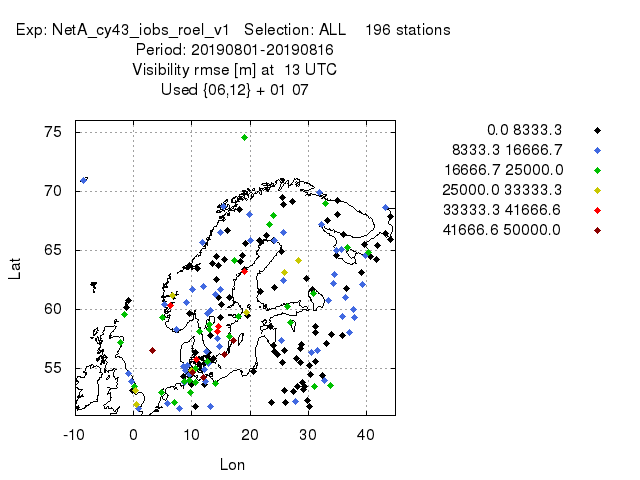 Exp: NetA_cy43_iobs_roel_v1 Selection: ALL 196 stations
Period: 20190801-20190816
Visibility rmse [m] at 13 UTC
Used {06,12} + 01 07
75
70
65
60
55
Lat
-10 0 10 20 30 40
Lon
0.0 8333.3
8333.3 16666.7
16666.7 25000.0
25000.0 33333.3
33333.3 41666.6
41666.6 50000.0